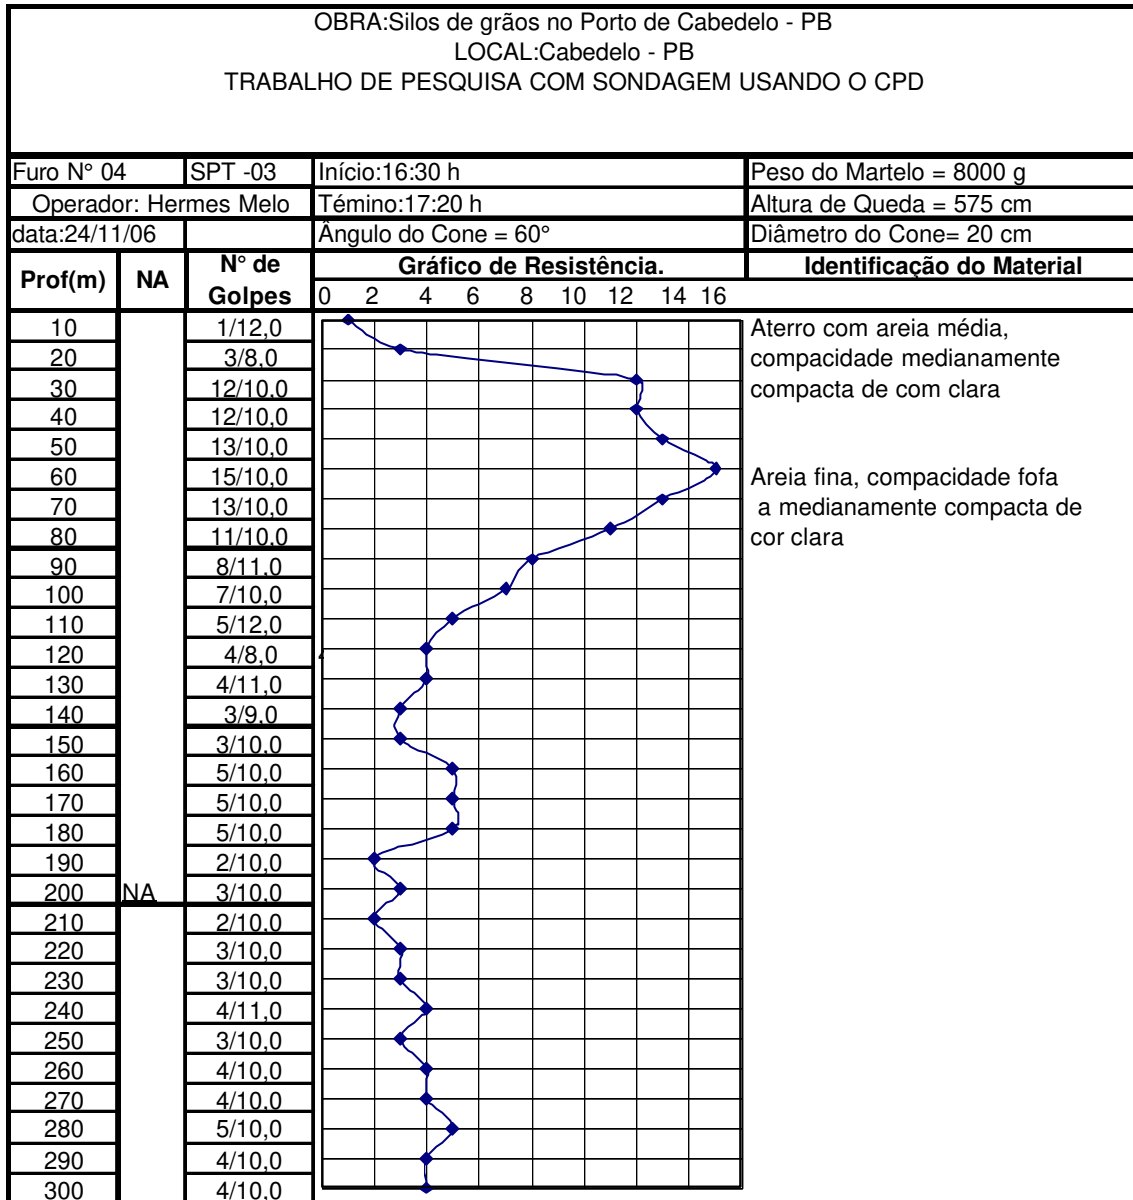 OBRA:Silos de grãos no Porto de Cabedelo - PB
LOCAL:Cabedelo - PB
TRABALHO DE PESQUISA COM SONDAGEM USANDO O CPD
Furo N° 04 SPT -03 Início:16:30 h Peso do Martelo = 8000 g
Operador: Hermes Melo Témino:17:20 h Altura de Queda = 575 cm
data:24/11/06 Ângulo do Cone = 60° Diâmetro do Cone= 20 cm
Prof(m) NA N° de Golpes Gráfico de Resistência. Identificação do Material
0 2 4 6 8 10 12 14 16
10 1/12,0 Aterro com areia média,
20 3/8,0 compacidade medianamente
30 12/10,0 compacta de com clara
40 12/10,0
50 13/10,0
60 15/10,0 Areia fina, compacidade fofa
70 13/10,0 a medianamente compacta de
80 11/10,0 cor clara
90 8/11,0
100 7/10,0
110 5/12,0
120 4/8,0
130 4/11,0
140 3/9,0
150 3/10,0
160 5/10,0
170 5/10,0
180 5/10,0
190 2/10,0
200 NA 3/10,0
210 2/10,0
220 3/10,0
230 3/10,0
240 4/11,0
250 3/10,0
260 4/10,0
270 4/10,0
280 5/10,0
290 4/10,0
300 4/10,0